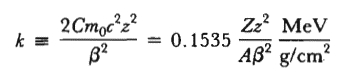 k ≡ 2Cm₀c²z² / β² = 0.1535 Zz² / Aβ² MeV / g/cm²